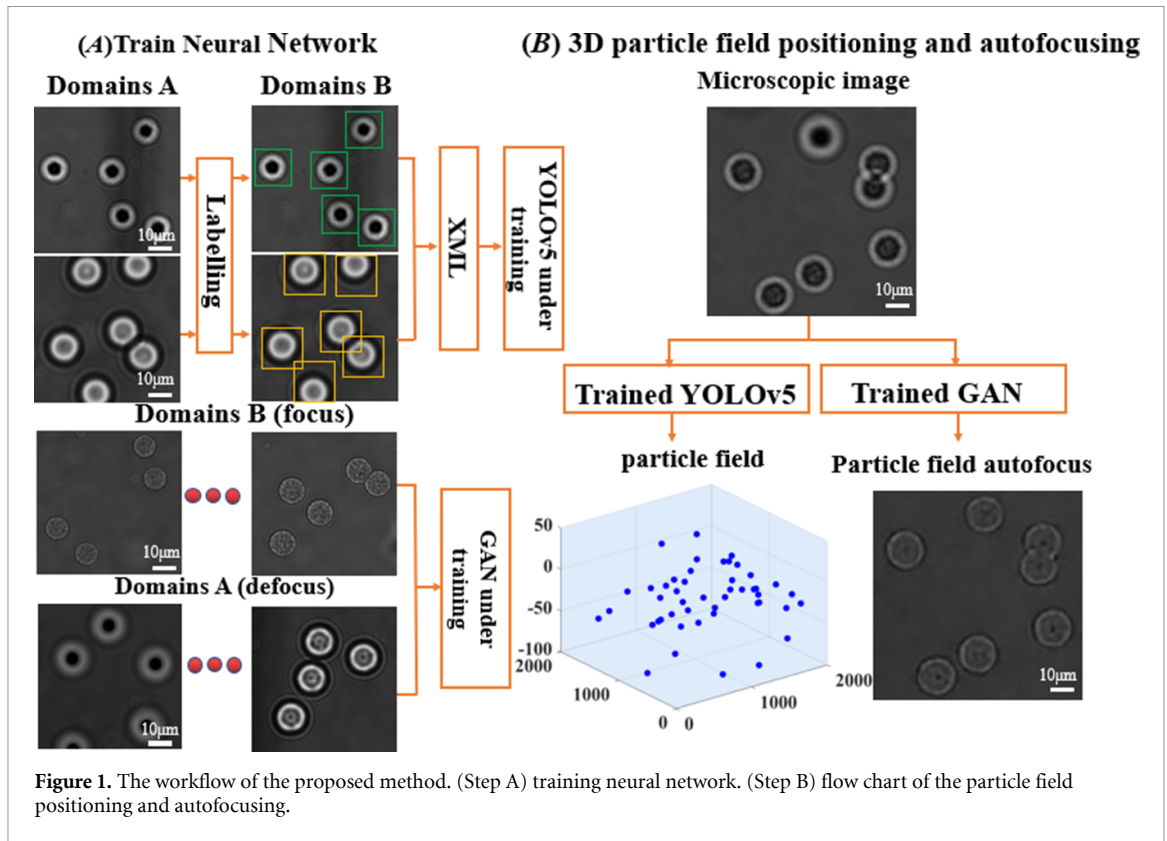 (A)Train Neural Network
Domains A
Domains B
10μm
10μm
Labelling
XML
YOLOv5 under
training
Domains B (focus)
10μm
Domains A (defocus)
10μm
GAN under
training
(B) 3D particle field positioning and autofocusing
Microscopic image
10μm
Trained YOLOv5
Trained GAN
particle field
Particle field autofocus
50
0
-50
-100
2000
1000
0
0
1000
2000
10μm
Figure 1. The workflow of the proposed method. (Step A) training neural network. (Step B) flow chart of the particle field
positioning and autofocusing.